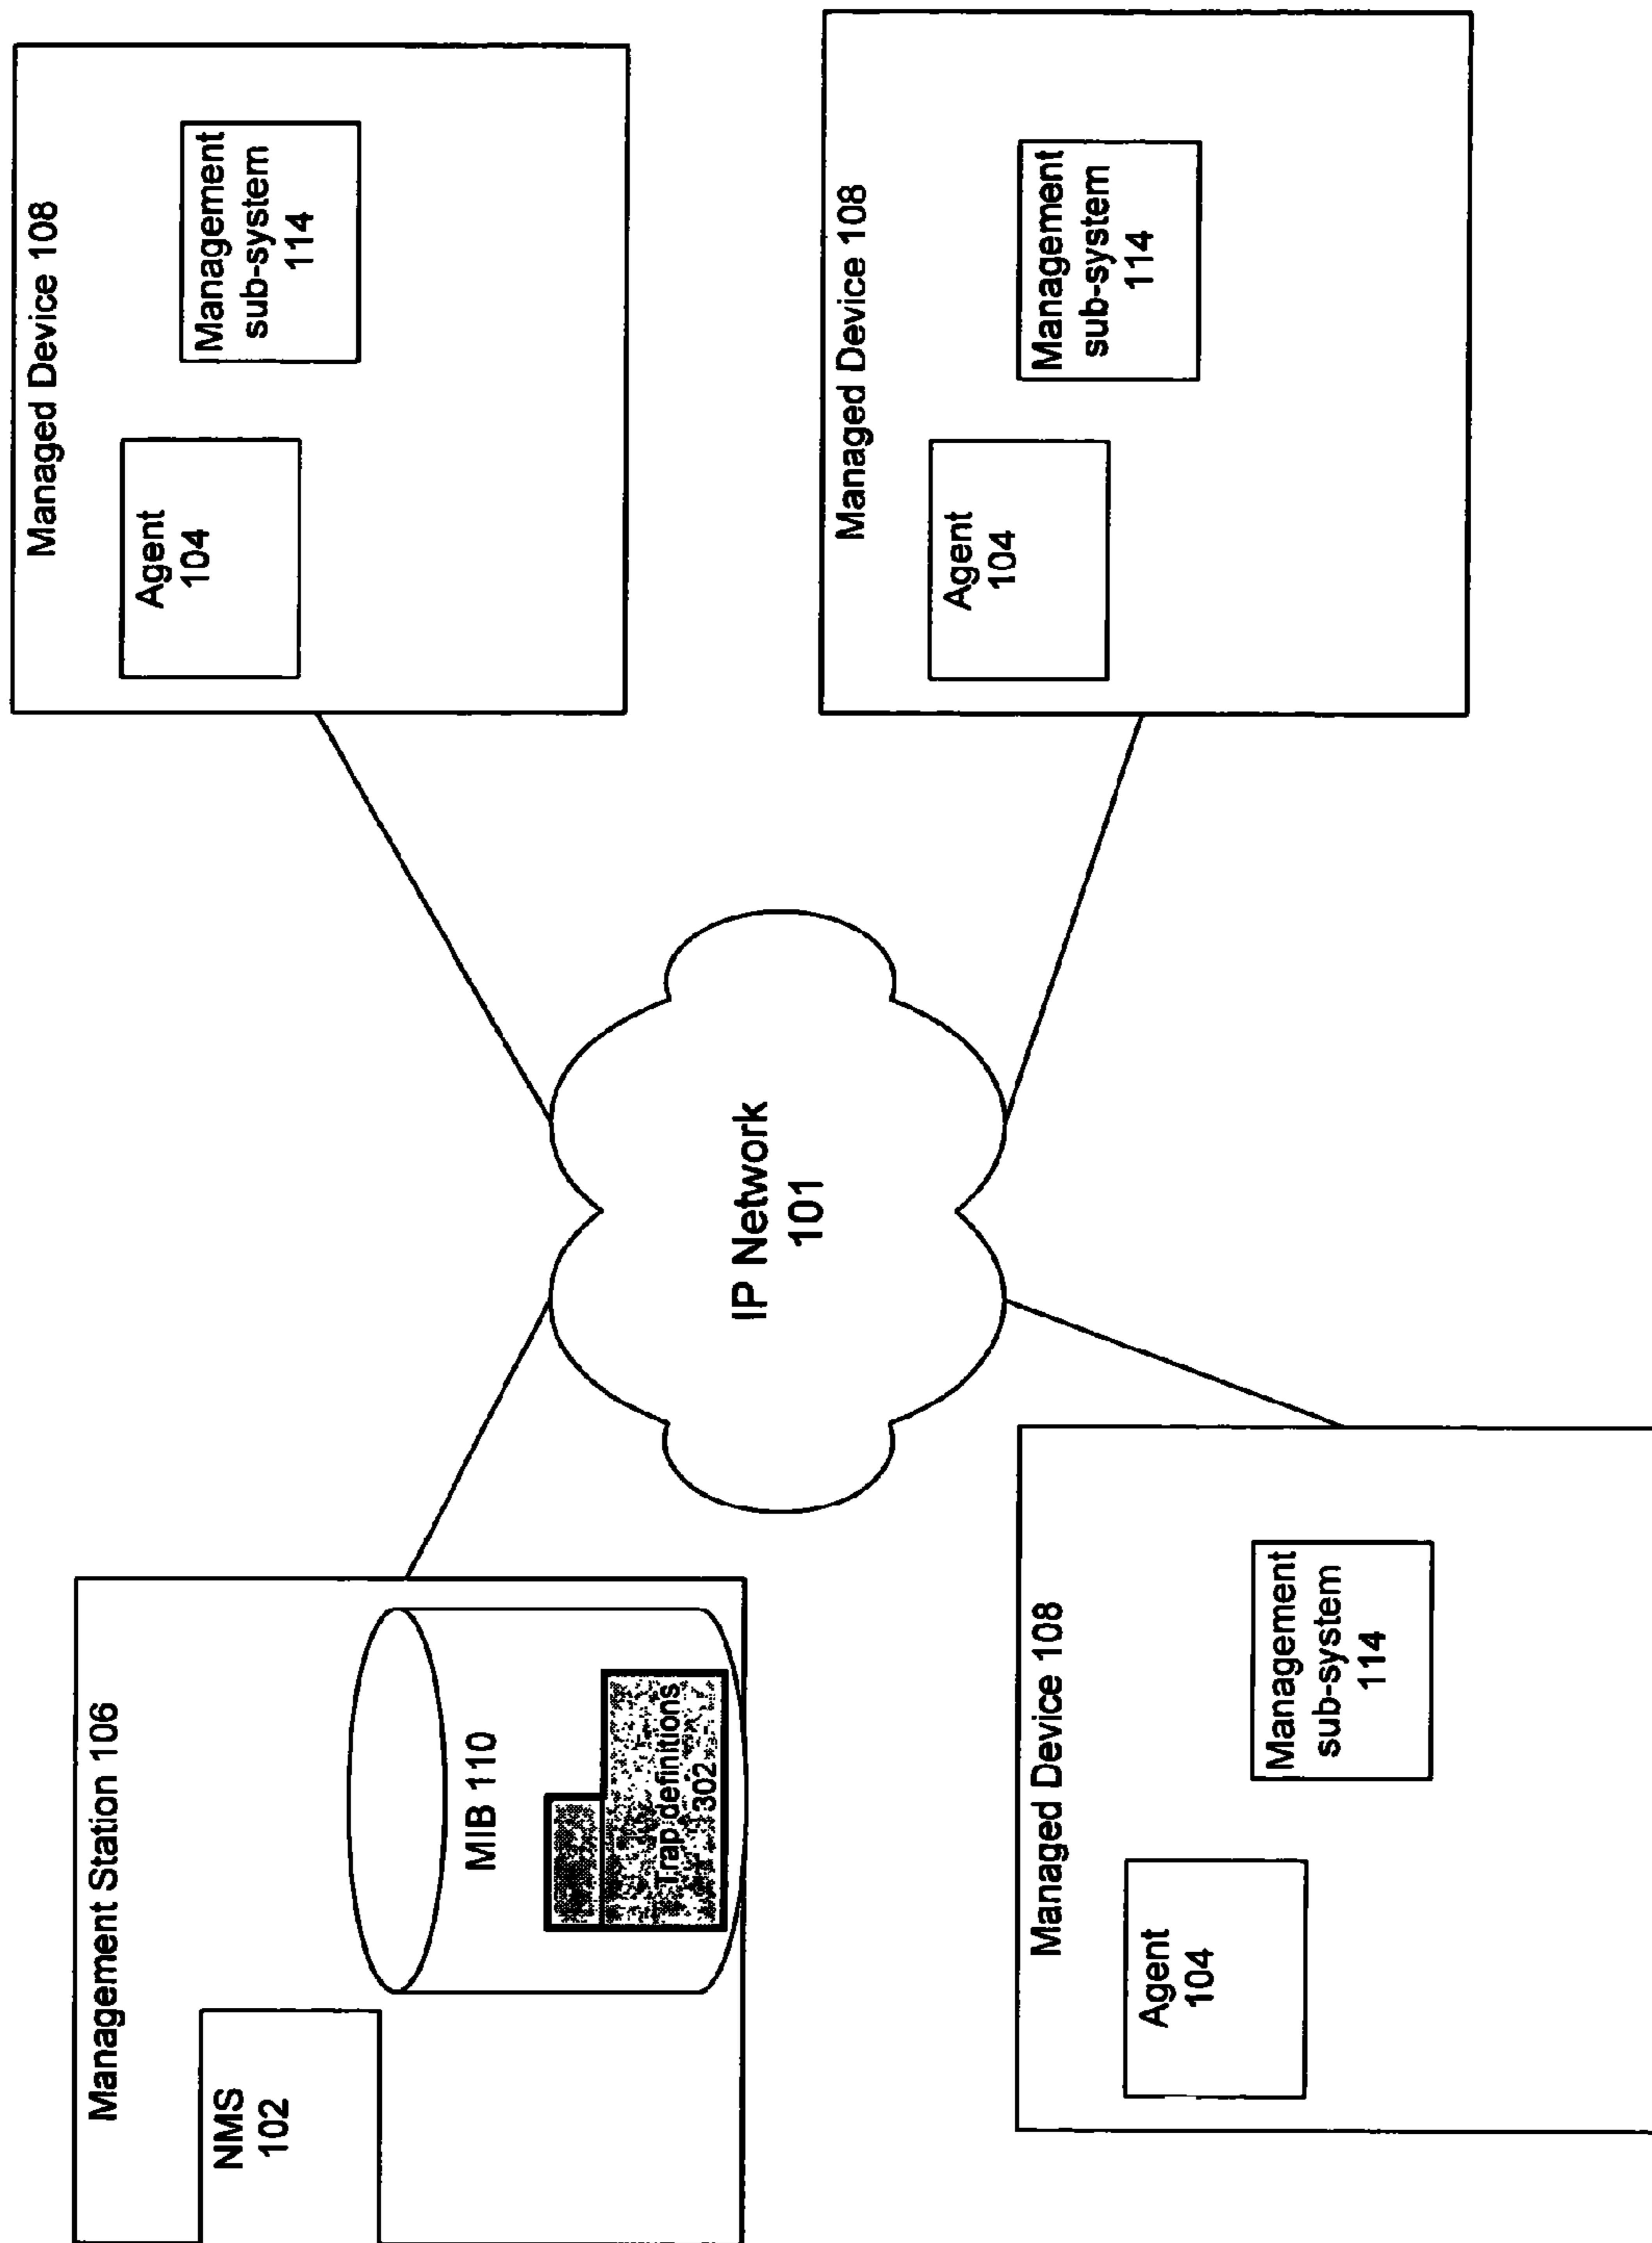 Management Station 106
NMS
102
MIB 110
Trap definitions
302
IP Network
101
Managed Device 108
Agent
104
Management
sub-system
114
Managed Device 108
Agent
104
Management
sub-system
114
Managed Device 108
Agent
104
Management
sub-system
114